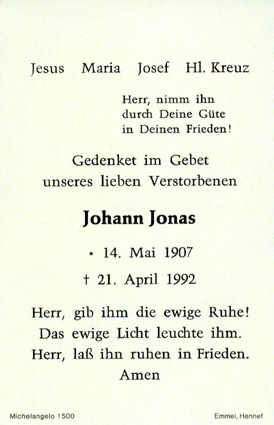 Jesus Maria Josef Hl. Kreuz
Herr, nimm ihn
durch Deine Güte
in Deinen Frieden!
Gedenket im Gebet
unseres lieben Verstorbenen
Johann Jonas
* 14. Mai 1907
† 21. April 1992
Herr, gib ihm die ewige Ruhe!
Das ewige Licht leuchte ihm.
Herr, laß ihn ruhen in Frieden.
Amen
Michelangelo 1500 Emmel, Hennef